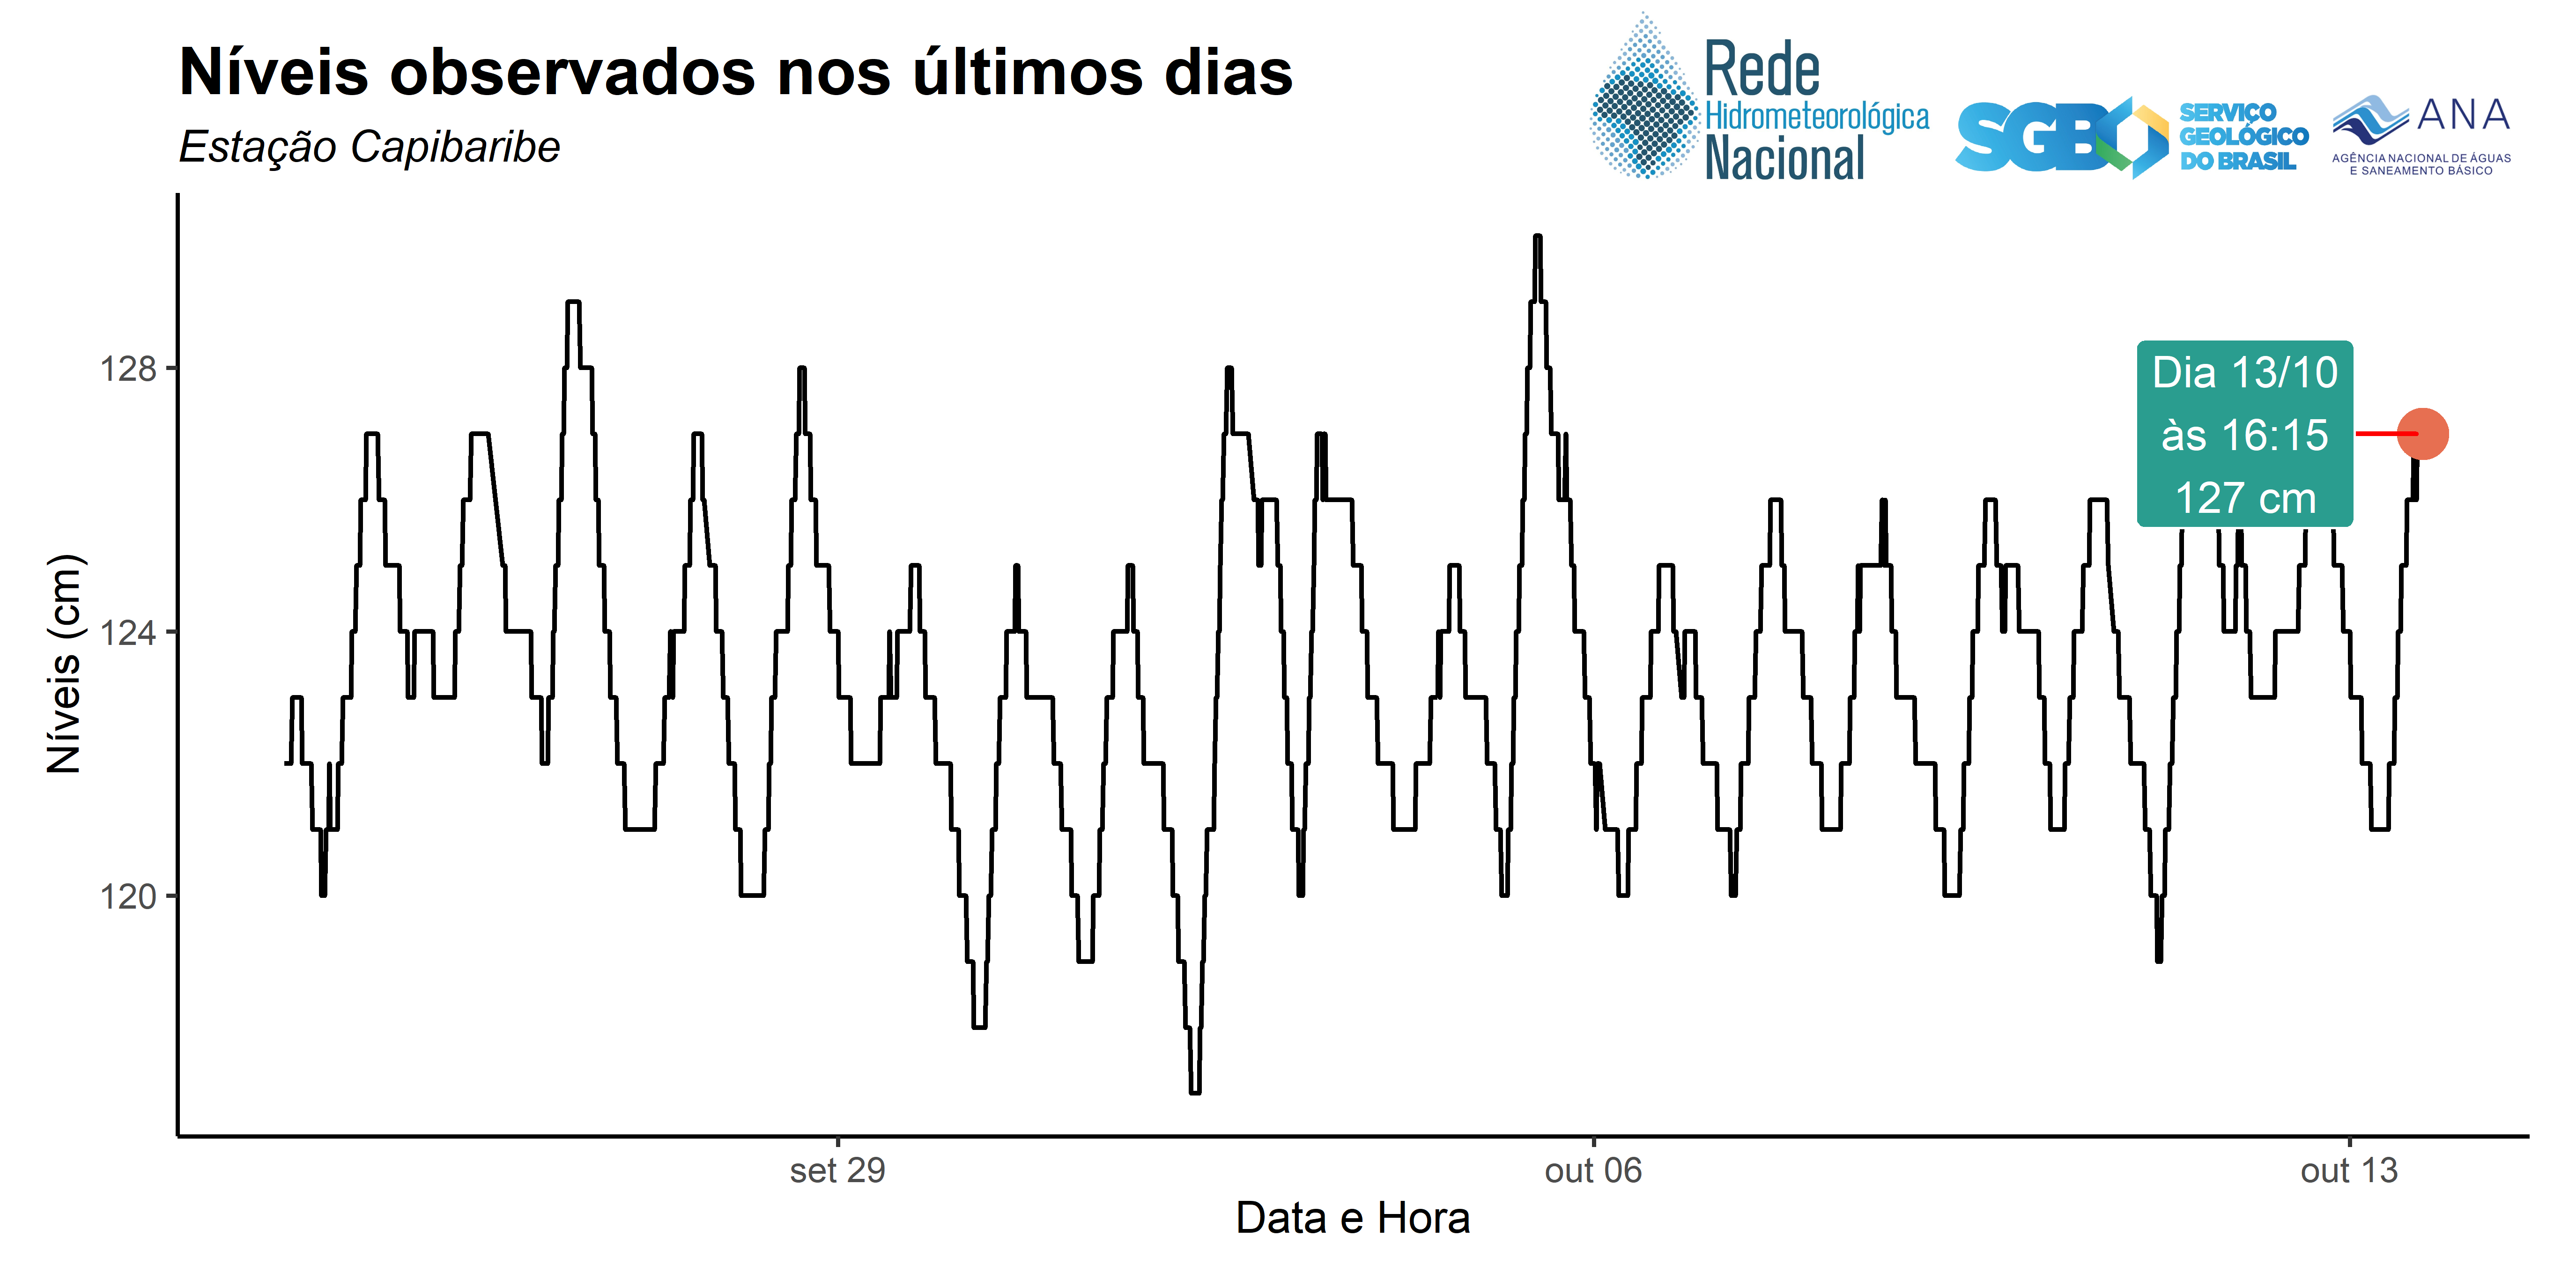 Níveis observados nos últimos dias
Estação Capibaribe
Rede
Hidrometeorológica
Nacional
SGB
SERVIÇO
GEOLÓGICO
DO BRASIL
ANA
AGÊNCIA NACIONAL DE ÁGUAS
E SANEAMENTO BÁSICO
Níveis (cm)
128
124
120
Dia 13/10
às 16:15
127 cm
set 29
out 06
out 13
Data e Hora